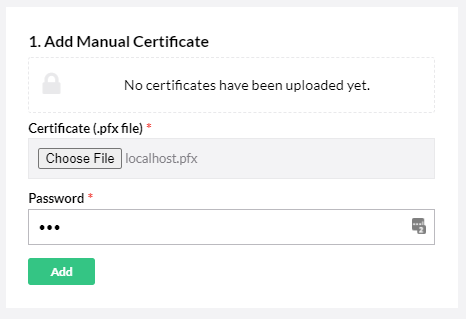 1. Add Manual Certificate
No certificates have been uploaded yet.
Certificate (.pfx file) *
Choose File localhost.pfx
Password *
•••
2
Add